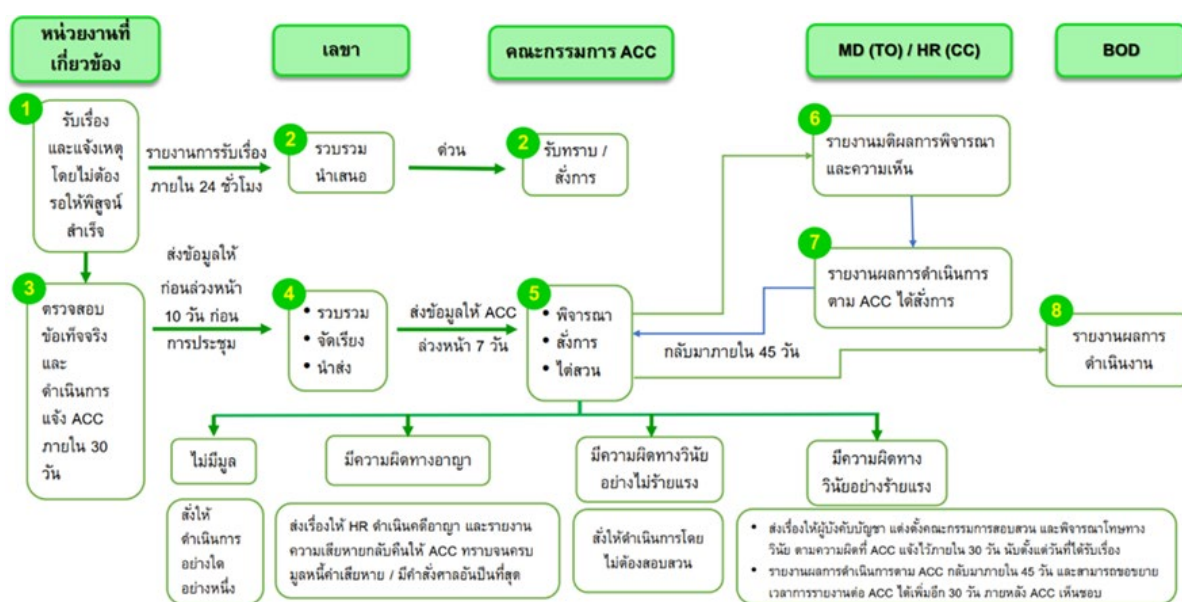 หน่วยงานที่
เกี่ยวข้อง
เลขา
คณะกรรมการ ACC
MD (TO) / HR (CC)
BOD
1
รับเรื่อง
และแจ้งเหตุ
โดยไม่ต้อง
รอให้พิสูจน์
สำเร็จ
รายงานการรับเรื่อง
ภายใน 24 ชั่วโมง
2
รวบรวม
นำเสนอ
ด่วน
2
รับทราบ /
สั่งการ
6
รายงานมติผลการพิจารณา
และความเห็น
7
รายงานผลการดำเนินการ
ตาม ACC ได้สั่งการ
3
ตรวจสอบ
ข้อเท็จจริง
และ
ดำเนินการ
แจ้ง ACC
ภายใน 30
วัน
ส่งข้อมูลให้
ก่อนล่วงหน้า
10 วัน ก่อน
การประชุม
4
• รวบรวม
• จัดเรียง
• นำส่ง
ส่งข้อมูลให้ ACC
ล่วงหน้า 7 วัน
5
• พิจารณา
• สั่งการ
• ไต่สวน
กลับมาภายใน 45 วัน
8
รายงานผลการ
ดำเนินงาน
ไม่มีมูล
สั่งให้
ดำเนินการ
อย่างใด
อย่างหนึ่ง
มีความผิดทางอาญา
ส่งเรื่องให้ HR ดำเนินคดีอาญา และรายงาน
ความเสียหายกลับคืนให้ ACC ทราบจนครบ
มูลหนี้ค่าเสียหาย / มีคำสั่งศาลอันเป็นที่สุด
มีความผิดทางวินัย
อย่างไม่ร้ายแรง
สั่งให้ดำเนินการโดย
ไม่ต้องสอบสวน
มีความผิดทาง
วินัยอย่างร้ายแรง
• ส่งเรื่องให้ผู้บังคับบัญชา แต่งตั้งคณะกรรมการสอบสวน และพิจารณาโทษทาง
วินัย ตามความผิดที่ ACC แจ้งไว้ภายใน 30 วัน นับตั้งแต่วันที่ได้รับเรื่อง
• รายงานผลการดำเนินการตาม ACC กลับมาภายใน 45 วัน และสามารถขอขยาย
เวลาการรายงานต่อ ACC ได้เพิ่มอีก 30 วัน ภายหลัง ACC เห็นชอบ